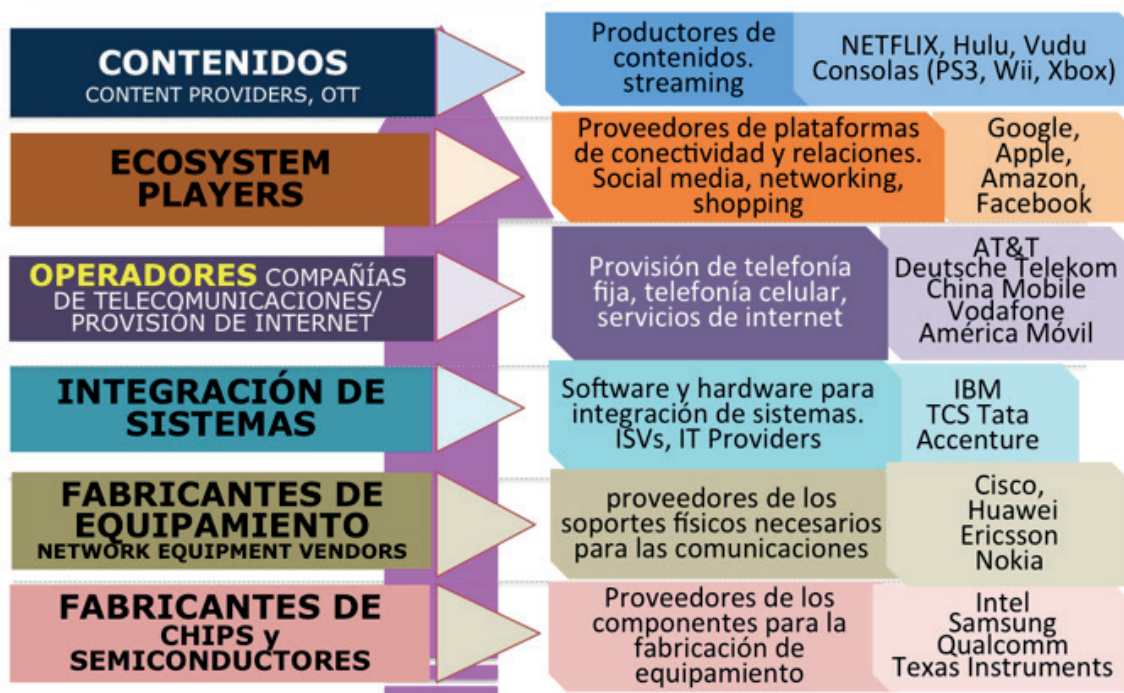 CONTENIDOS
CONTENT PROVIDERS, OTT
Productores de
contenidos.
streaming
NETFLIX, Hulu, Vudu
Consolas (PS3, Wii, Xbox)
ECOSYSTEM
PLAYERS
Proveedores de plataformas
de conectividad y relaciones.
Social media, networking,
shopping
Google,
Apple,
Amazon,
Facebook
OPERADORES COMPAÑÍAS
DE TELECOMUNICACIONES/
PROVISIÓN DE INTERNET
Provisión de telefonía
fija, telefonía celular,
servicios de internet
AT&T
Deutsche Telekom
China Mobile
Vodafone
América Móvil
INTEGRACIÓN DE
SISTEMAS
Software y hardware para
integración de sistemas.
ISVs, IT Providers
IBM
TCS Tata
Accenture
FABRICANTES DE
EQUIPAMIENTO
NETWORK EQUIPMENT VENDORS
proveedores de los
soportes físicos necesarios
para las comunicaciones
Cisco,
Huawei
Ericsson
Nokia
FABRICANTES DE
CHIPS y
SEMICONDUCTORES
Proveedores de los
componentes para la
fabricación de
equipamiento
Intel
Samsung
Qualcomm
Texas Instruments